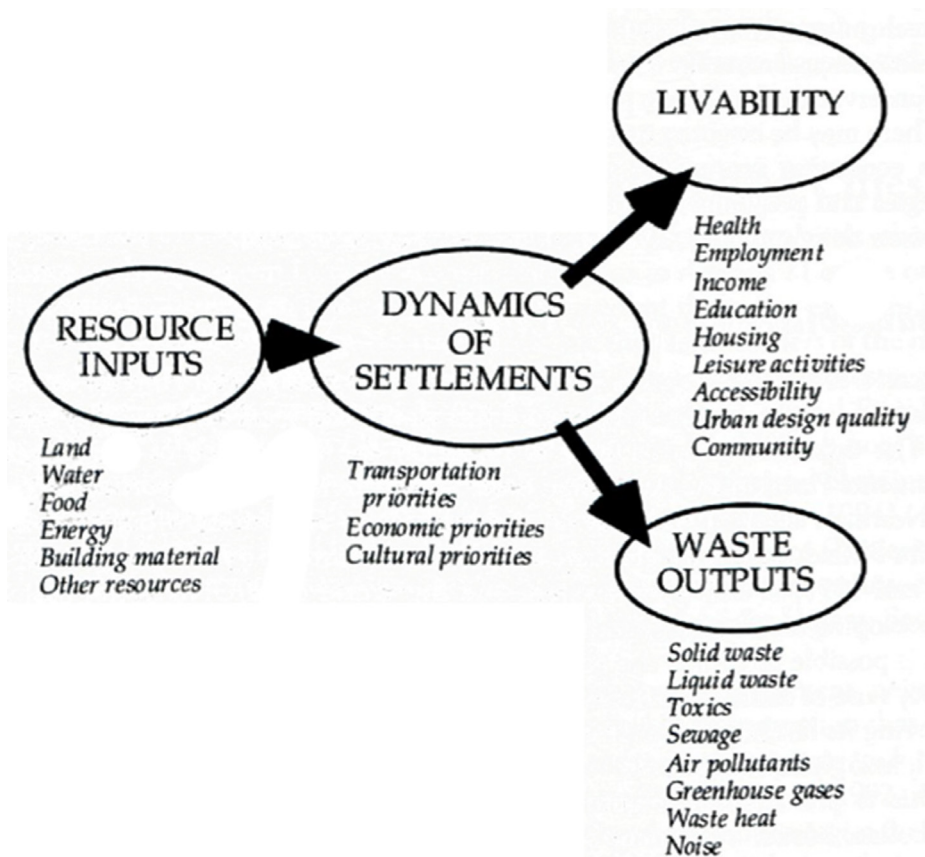 RESOURCE
INPUTS
Land
Water
Food
Energy
Building material
Other resources
DYNAMICS
OF
SETTLEMENTS
Transportation
priorities
Economic priorities
Cultural priorities
LIVABILITY
Health
Employment
Income
Education
Housing
Leisure activities
Accessibility
Urban design quality
Community
WASTE
OUTPUTS
Solid waste
Liquid waste
Toxics
Sewage
Air pollutants
Greenhouse gases
Waste heat
Noise